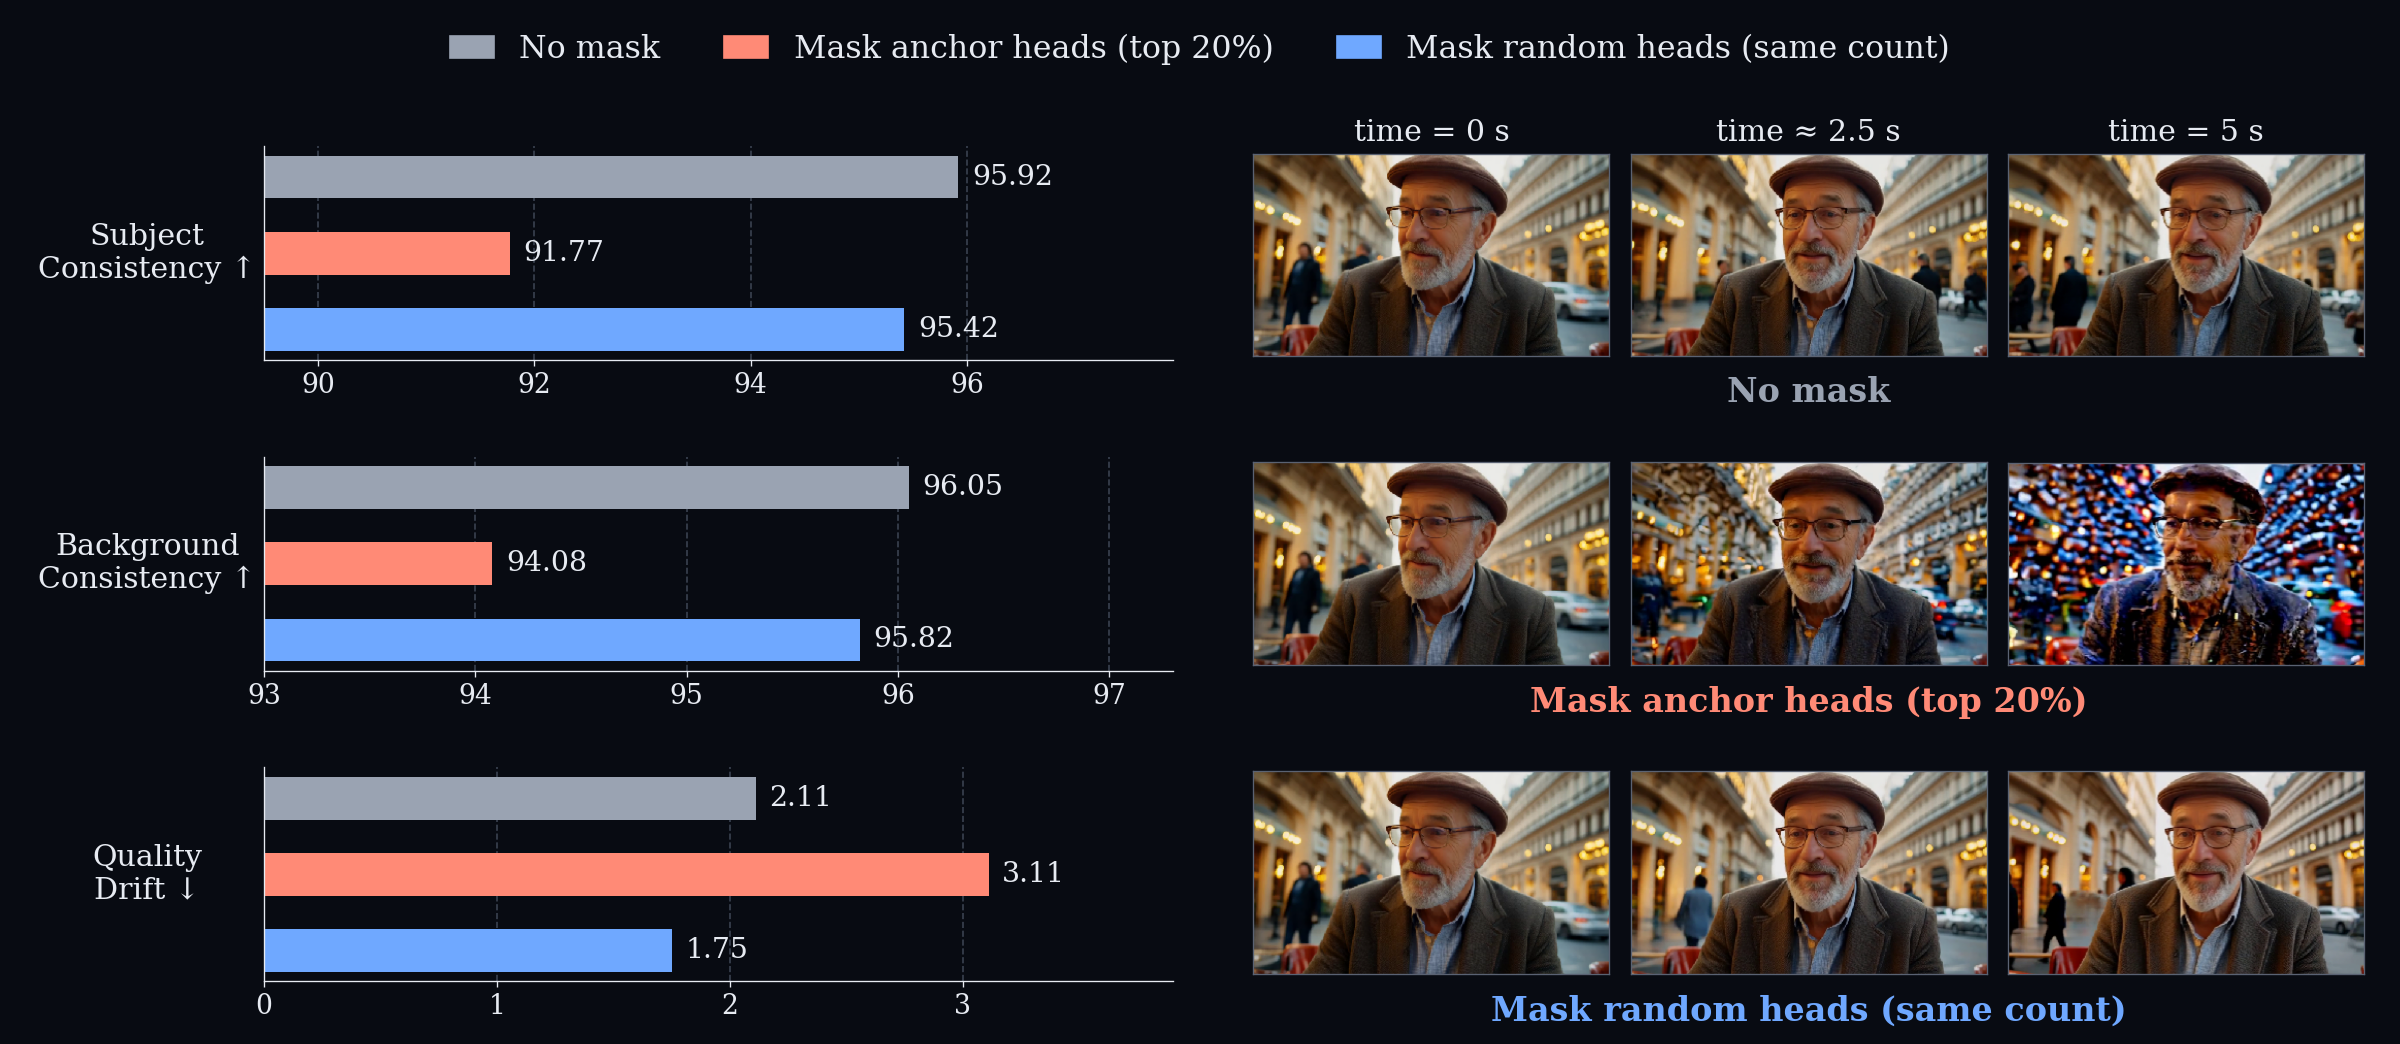 No mask
Mask anchor heads (top 20%)
Mask random heads (same count)
Subject
Consistency ↑
95.92
91.77
95.42
90
92
94
96
Background
Consistency ↑
96.05
94.08
95.82
93
94
95
96
97
Quality
Drift ↓
2.11
3.11
1.75
0
1
2
3
time = 0 s
time ≈ 2.5 s
time = 5 s
No mask
Mask anchor heads (top 20%)
Mask random heads (same count)